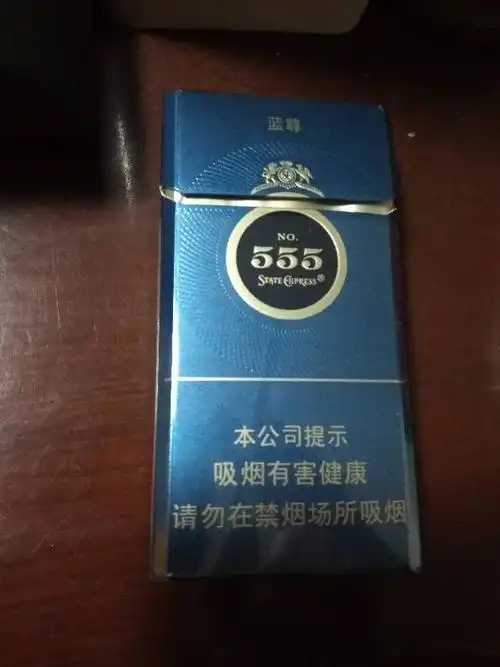 蓝尊
NO.
555
STATE EXPRESS®
本公司提示
吸烟有害健康
请勿在禁烟场所吸烟